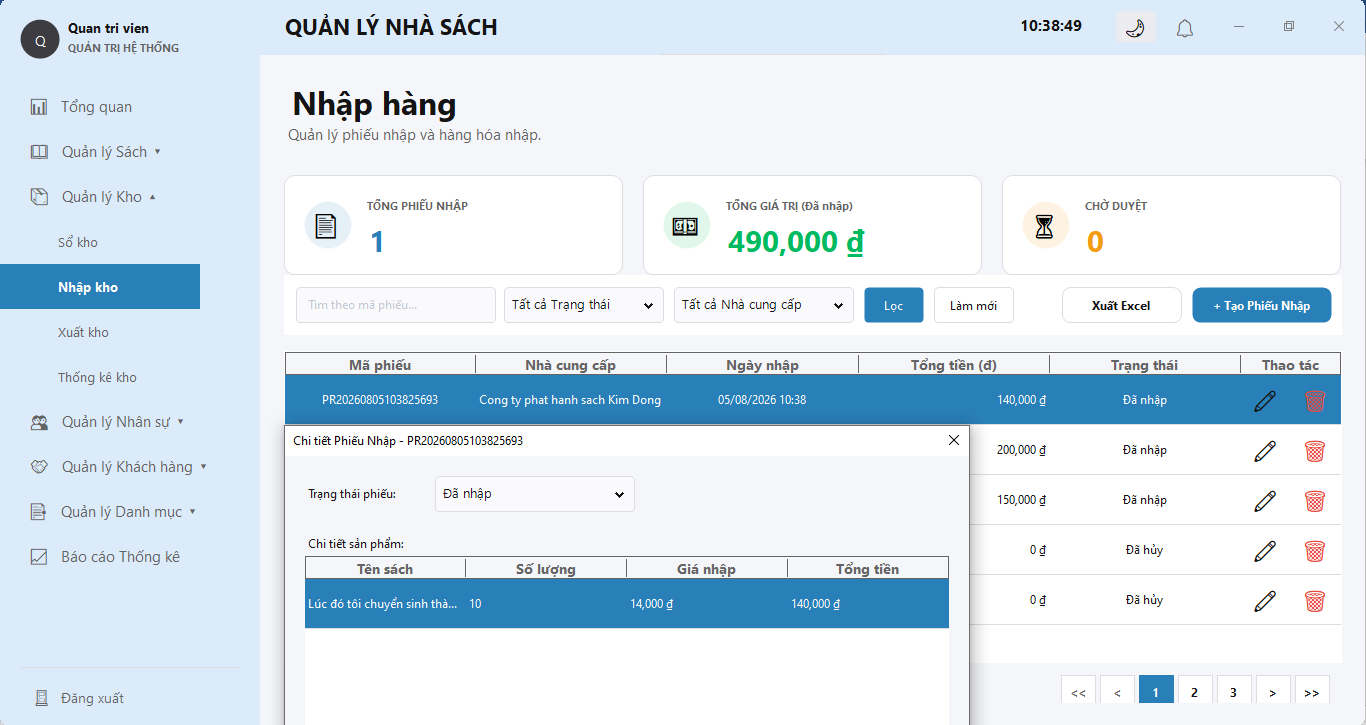 Q
Quan tri vien
QUẢN TRỊ HỆ THỐNG
QUẢN LÝ NHÀ SÁCH
10:38:49
Tổng quan
Quản lý Sách ▾
Quản lý Kho ▴
Sổ kho
Nhập kho
Xuất kho
Thống kê kho
Quản lý Nhân sự ▾
Quản lý Khách hàng ▾
Quản lý Danh mục ▾
Báo cáo Thống kê
Đăng xuất
Nhập hàng
Quản lý phiếu nhập và hàng hóa nhập.
TỔNG PHIẾU NHẬP
1
TỔNG GIÁ TRỊ (Đã nhập)
490,000 ₫
CHỜ DUYỆT
0
Tìm theo mã phiếu...
Tất cả Trạng thái
Tất cả Nhà cung cấp
Lọc
Làm mới
Xuất Excel
+ Tạo Phiếu Nhập
Mã phiếu Nhà cung cấp Ngày nhập Tổng tiền (đ) Trạng thái Thao tác
PR20260805103825693 Cong ty phat hanh sach Kim Dong 05/08/2026 10:38 140,000 ₫ Đã nhập
200,000 ₫ Đã nhập
150,000 ₫ Đã nhập
0 ₫ Đã hủy
0 ₫ Đã hủy
Chi tiết Phiếu Nhập - PR20260805103825693
Trạng thái phiếu: Đã nhập
Chi tiết sản phẩm:
Tên sách Số lượng Giá nhập Tổng tiền
Lúc đó tôi chuyển sinh thà... 10 14,000 ₫ 140,000 ₫
<< < 1 2 3 > >>